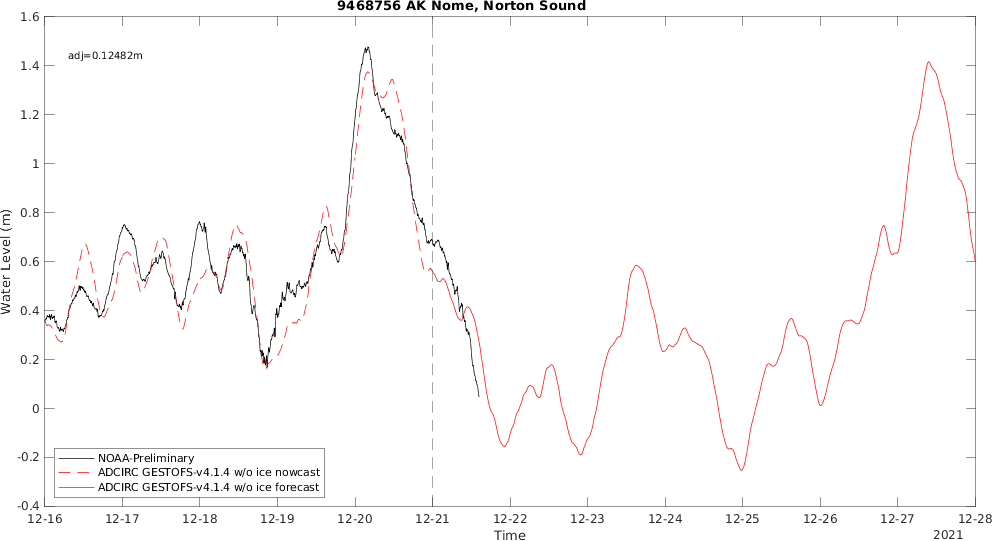 9468756 AK Nome, Norton Sound
1.6
adj=0.12482m
1.4
1.2
1
0.8
0.6
0.4
0.2
0
-0.2
-0.4
Water Level (m)
NOAA-Preliminary
ADCIRC GESTOFS-v4.1.4 w/o ice nowcast
ADCIRC GESTOFS-v4.1.4 w/o ice forecast
12-16 12-17 12-18 12-19 12-20 12-21 12-22 12-23 12-24 12-25 12-26 12-27 12-28
Time
2021